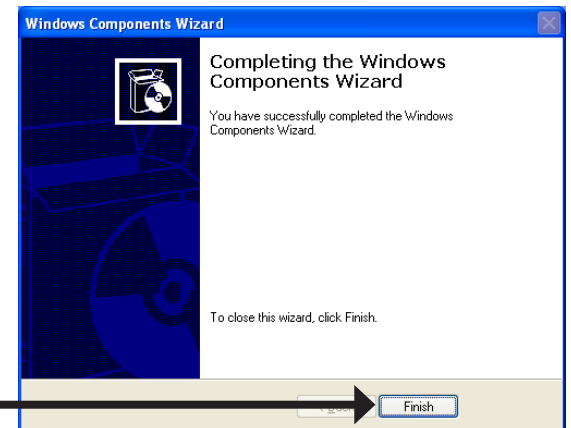 Windows Components Wizard
Completing the Windows
Components Wizard
You have successfully completed the Windows
Components Wizard.
To close this wizard, click Finish.
Finish